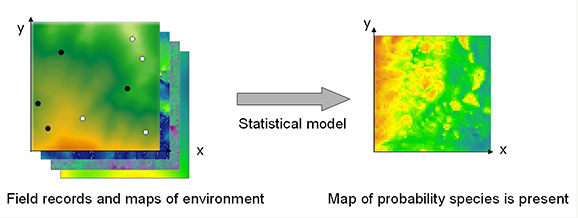 y
x
Field records and maps of environment
Statistical model
y
x
Map of probability species is present